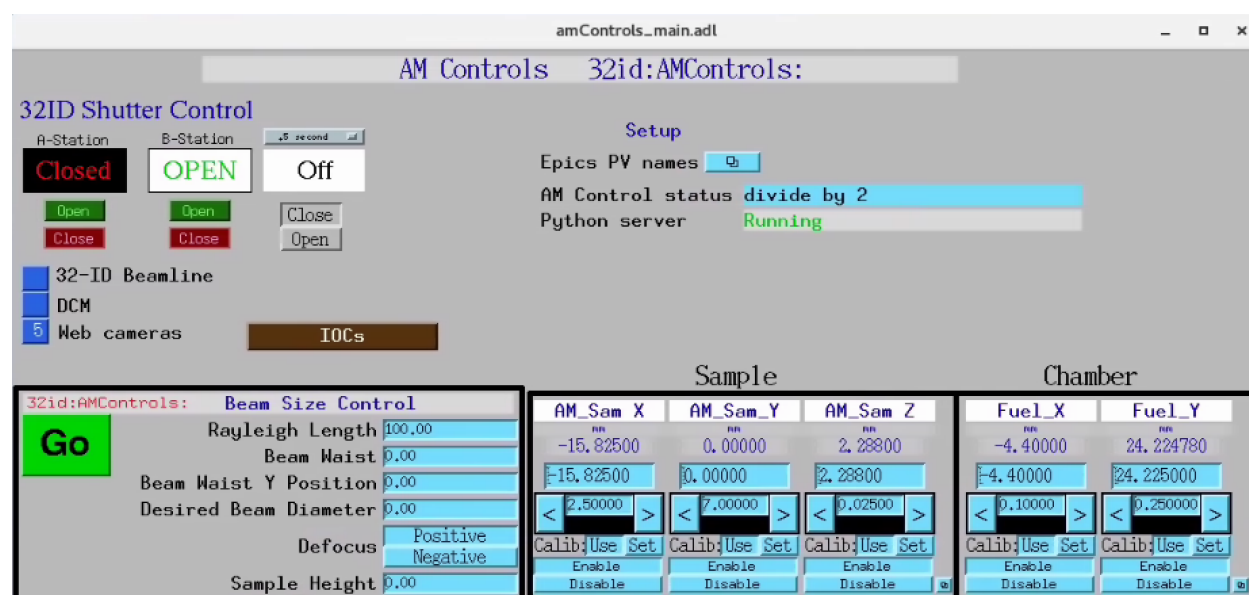 amControls_main.adl
AM Controls 32id:AMControls:
32ID Shutter Control
A-Station B-Station .5 second
Closed OPEN Off
Open Open Close
Close Close Open
32-ID Beamline
DCM
5 Web cameras
IOCs
Setup
Epics PV names
AM Control status divide by 2
Python server Running
32id:AMControls: Beam Size Control
Go
Rayleigh Length 100.00
Beam Waist 0.00
Beam Waist Y Position 0.00
Desired Beam Diameter 0.00
Defocus Positive
Negative
Sample Height 0.00
Sample
AM_Sam X AM_Sam_Y AM_Sam Z
mm mm mm
-15.82500 0.00000 2.28800
-15.82500 0.00000 2.28800
< 2.50000 > < 7.00000 > < 0.02500 >
Calib: Use Set Calib: Use Set Calib: Use Set
Enable Enable Enable
Disable Disable Disable
Chamber
Fuel_X Fuel_Y
mm mm
-4.40000 24.224780
-4.40000 24.225000
< 0.10000 > < 0.250000 >
Calib: Use Set Calib: Use Set
Enable Enable
Disable Disable